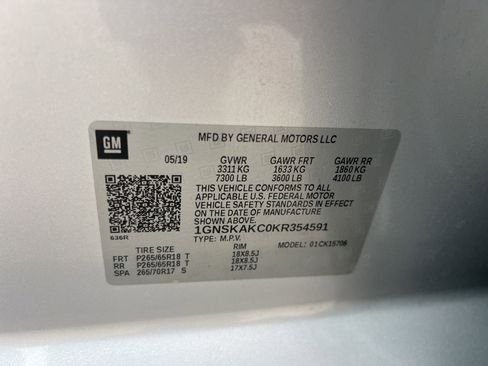 GM
MFD BY GENERAL MOTORS LLC
05/19 GVWR GAWR FRT GAWR RR
3311 KG 1633 KG 1860 KG
7300 LB 3600 LB 4100 LB
THIS VEHICLE CONFORMS TO ALL
APPLICABLE U.S. FEDERAL MOTOR
VEHICLE SAFETY STANDARDS IN EFFECT
ON THE DATE OF MANUFACTURE
SHOWN ABOVE.
1GNSKAKC0KR354591
TYPE: M.P.V. MODEL: 01CK15706
636R
TIRE SIZE RIM
FRT P265/65R18 T 18X8.5J
RR P265/65R18 T 18X8.5J
SPA 265/70R17 S 17X7.5J